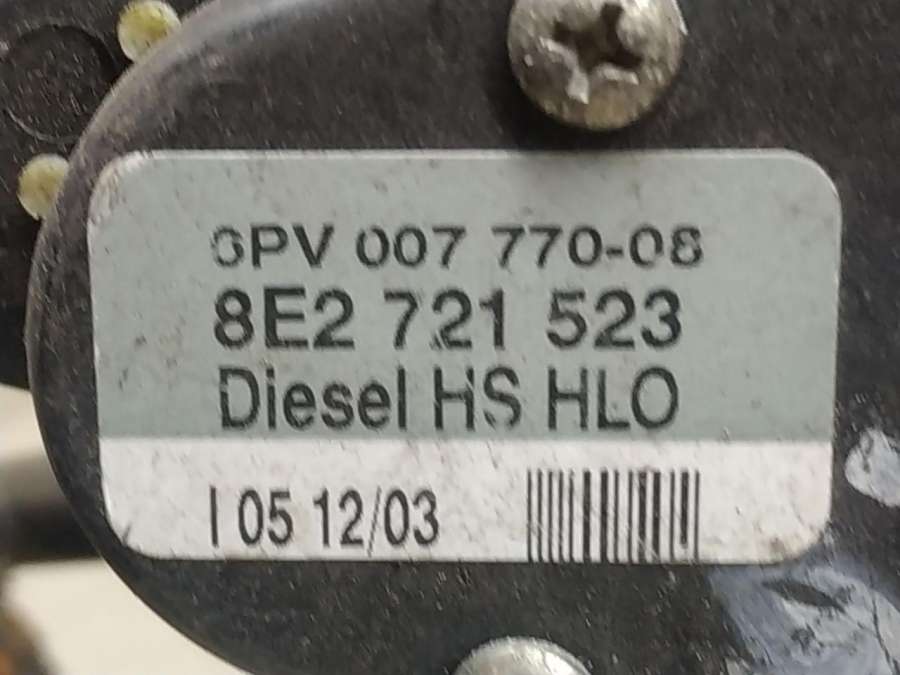 6PV 007 770-08
8E2 721 523
Diesel HS HLO
I 05 12/03